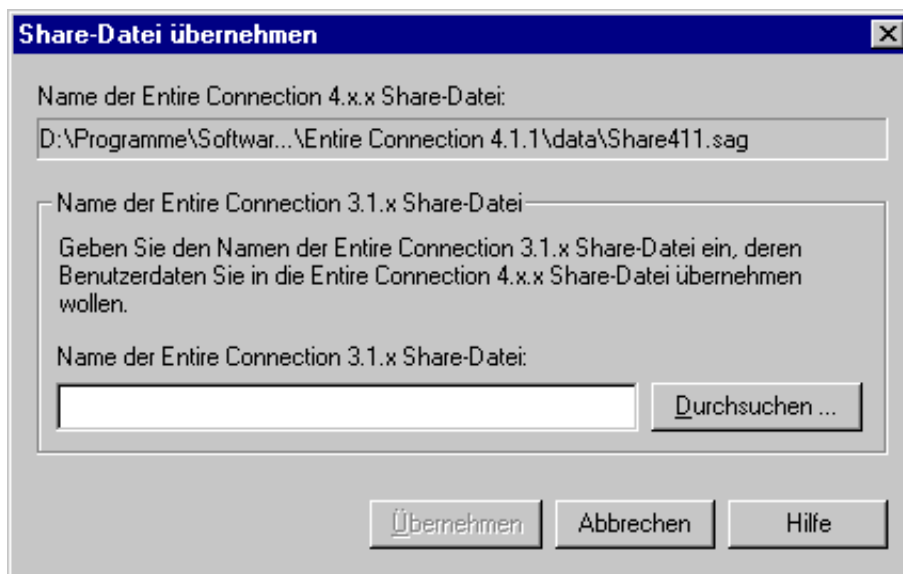 Share-Datei übernehmen
Name der Entire Connection 4.x.x Share-Datei:
D:\Programme\Softwar...\Entire Connection 4.1.1\data\Share411.sag
Name der Entire Connection 3.1.x Share-Datei
Geben Sie den Namen der Entire Connection 3.1.x Share-Datei ein, deren
Benutzerdaten Sie in die Entire Connection 4.x.x Share-Datei übernehmen
wollen.
Name der Entire Connection 3.1.x Share-Datei:
Durchsuchen ...
Übernehmen
Abbrechen
Hilfe